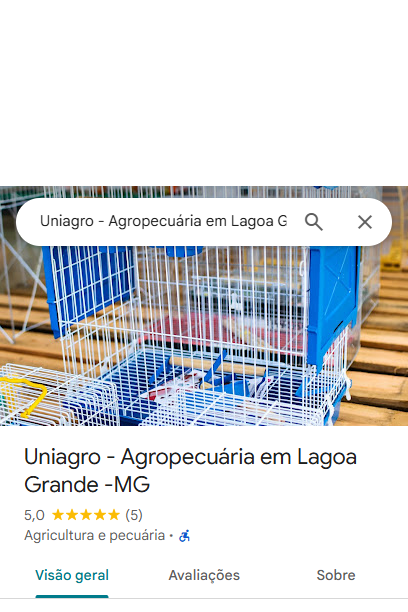 Uniagro - Agropecuária em Lagoa G
Uniagro - Agropecuária em Lagoa
Grande -MG
5,0 ★★★★★ (5)
Agricultura e pecuária ·
Visão geral Avaliações Sobre